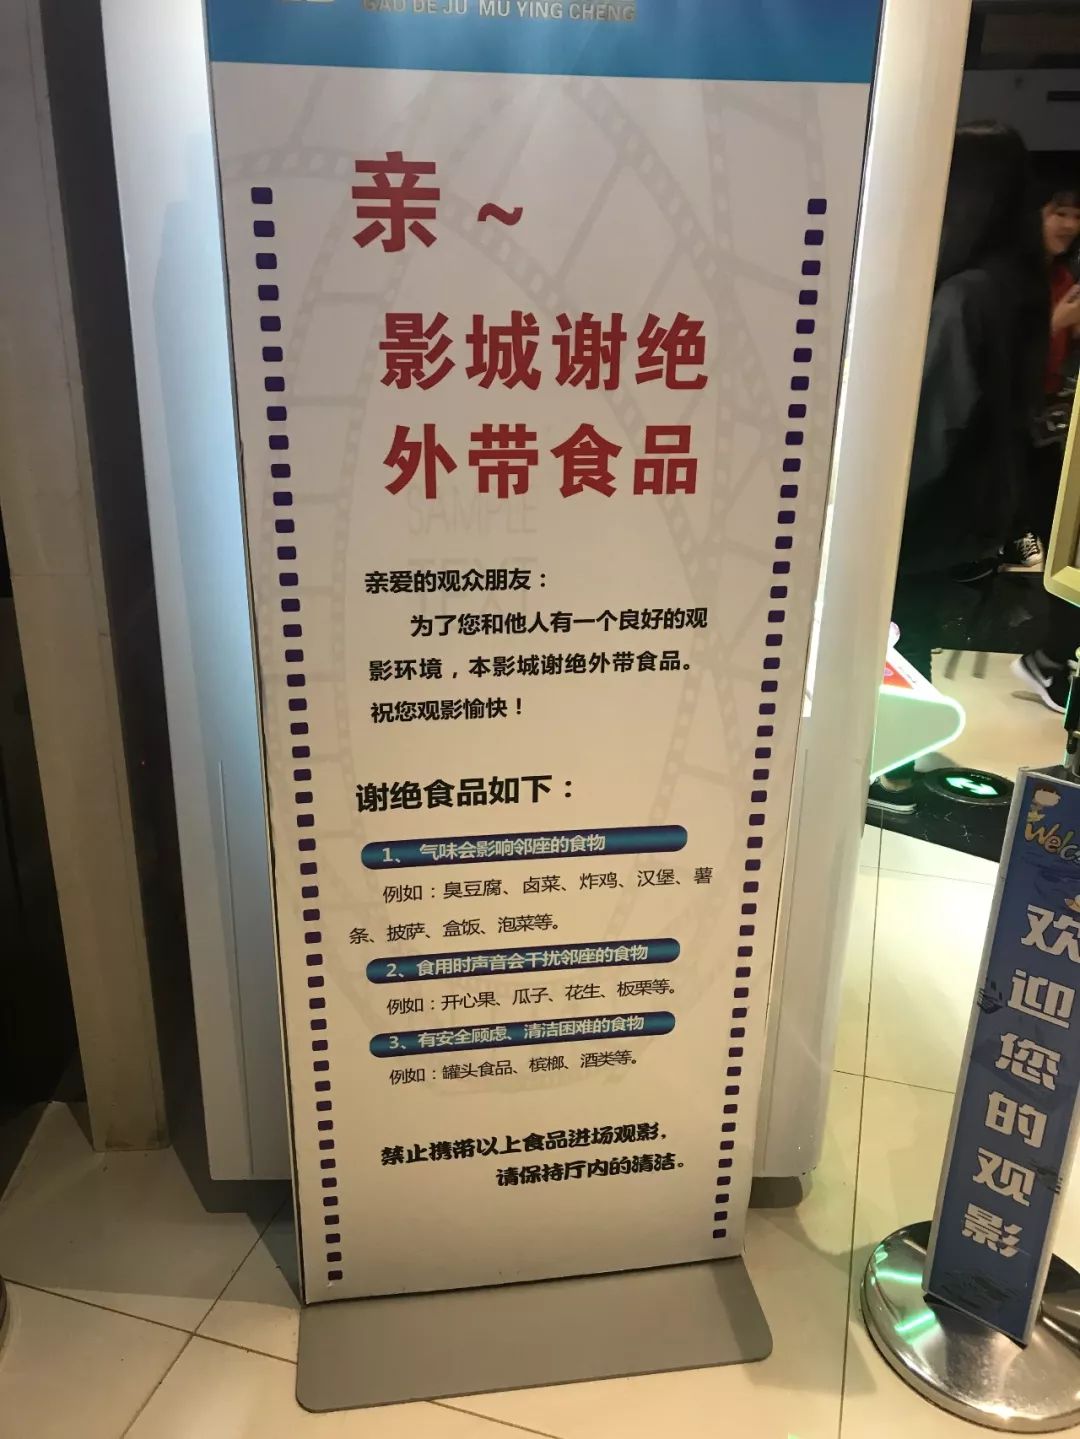 GAO DE JU MU YING CHENG
亲~
影城谢绝
外带食品
SAMPLE
亲爱的观众朋友：
为了您和他人有一个良好的观
影环境，本影城谢绝外带食品。
祝您观影愉快！
谢绝食品如下：
1、 气味会影响邻座的食物
例如：臭豆腐、卤菜、炸鸡、汉堡、薯
条、披萨、盒饭、泡菜等。
2、食用时声音会干扰邻座的食物
例如：开心果、瓜子、花生、板栗等。
3、有安全顾虑、清洁困难的食物
例如：罐头食品、槟榔、酒类等。
禁止携带以上食品进场观影，
请保持厅内的清洁。
欢迎您的观影